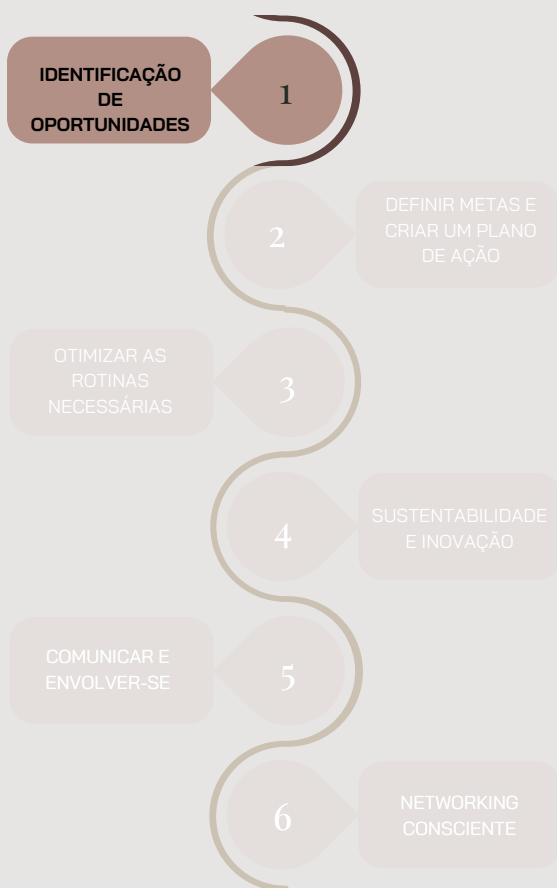 IDENTIFICAÇÃO
DE
OPORTUNIDADES
1
2
DEFINIR METAS E
CRIAR UM PLANO
DE AÇÃO
OTIMIZAR AS
ROTINAS
NECESSÁRIAS
3
4
SUSTENTABILIDADE
E INOVAÇÃO
COMUNICAR E
ENVOLVER-SE
5
6
NETWORKING
CONSCIENTE